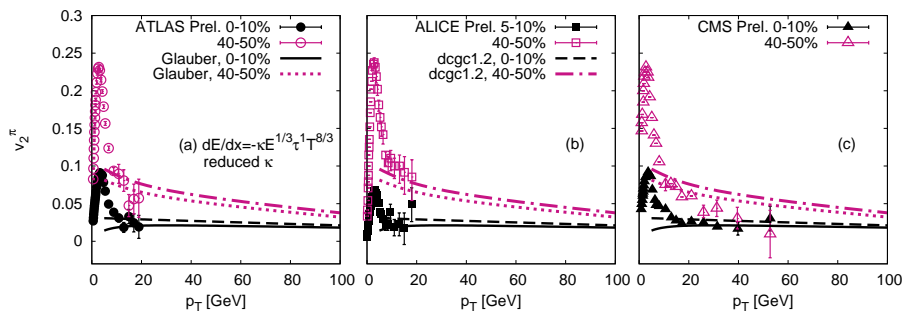 0.3
0.25
0.2
0.15
0.1
0.05
0
v₂^π
ATLAS Prel. 0-10%
40-50%
Glauber, 0-10%
Glauber, 40-50%
(a) dE/dx=-κE^1/3τ^1T^8/3
reduced κ
0 20 40 60 80 100
p_T [GeV]
ALICE Prel. 5-10%
40-50%
dcgc1.2, 0-10%
dcgc1.2, 40-50%
(b)
0 20 40 60 80 100
p_T [GeV]
CMS Prel. 0-10%
40-50%
(c)
0 20 40 60 80 100
p_T [GeV]